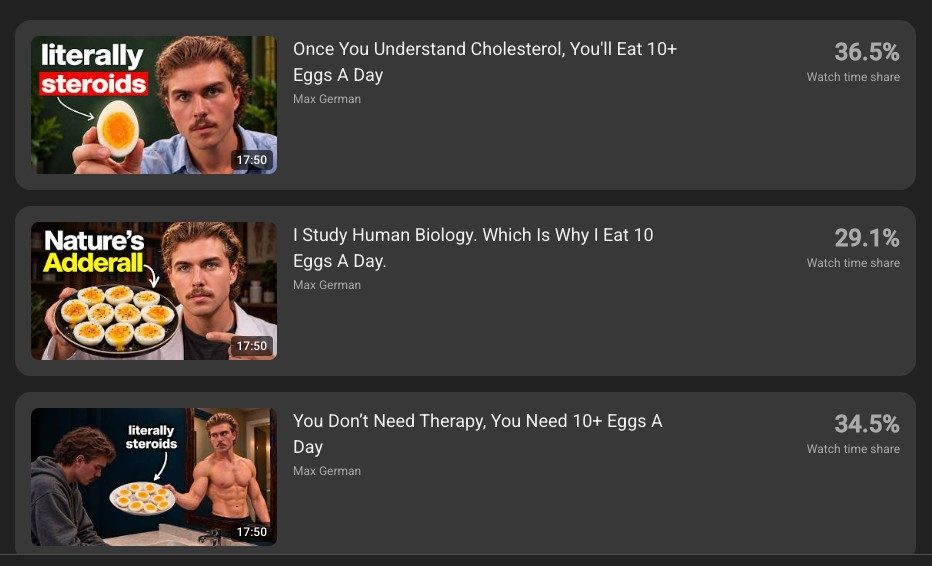 literally
steroids
17:50
Once You Understand Cholesterol, You'll Eat 10+
Eggs A Day
Max German
36.5%
Watch time share
Nature's
Adderall
17:50
I Study Human Biology. Which Is Why I Eat 10
Eggs A Day.
Max German
29.1%
Watch time share
literally
steroids
17:50
You Don’t Need Therapy, You Need 10+ Eggs A
Day
Max German
34.5%
Watch time share